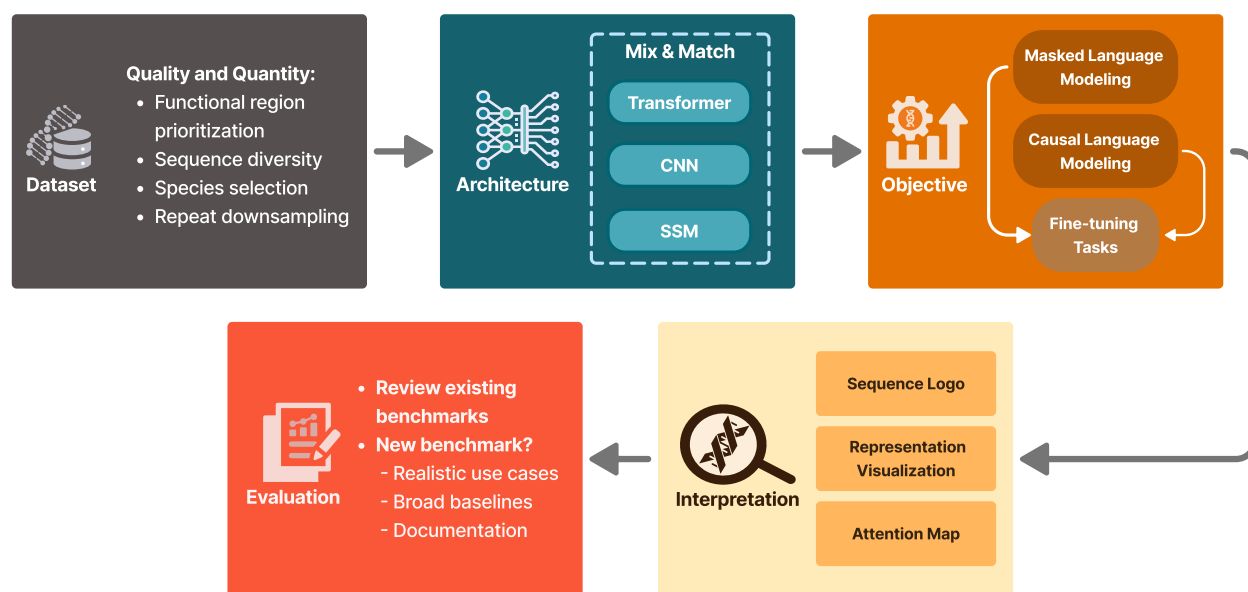 Dataset
Quality and Quantity:
• Functional region
prioritization
• Sequence diversity
• Species selection
• Repeat downsampling
Architecture
Mix & Match
Transformer
CNN
SSM
Objective
Masked Language
Modeling
Causal Language
Modeling
Fine-tuning
Tasks
Interpretation
Sequence Logo
Representation
Visualization
Attention Map
Evaluation
• Review existing
benchmarks
• New benchmark?
- Realistic use cases
- Broad baselines
- Documentation